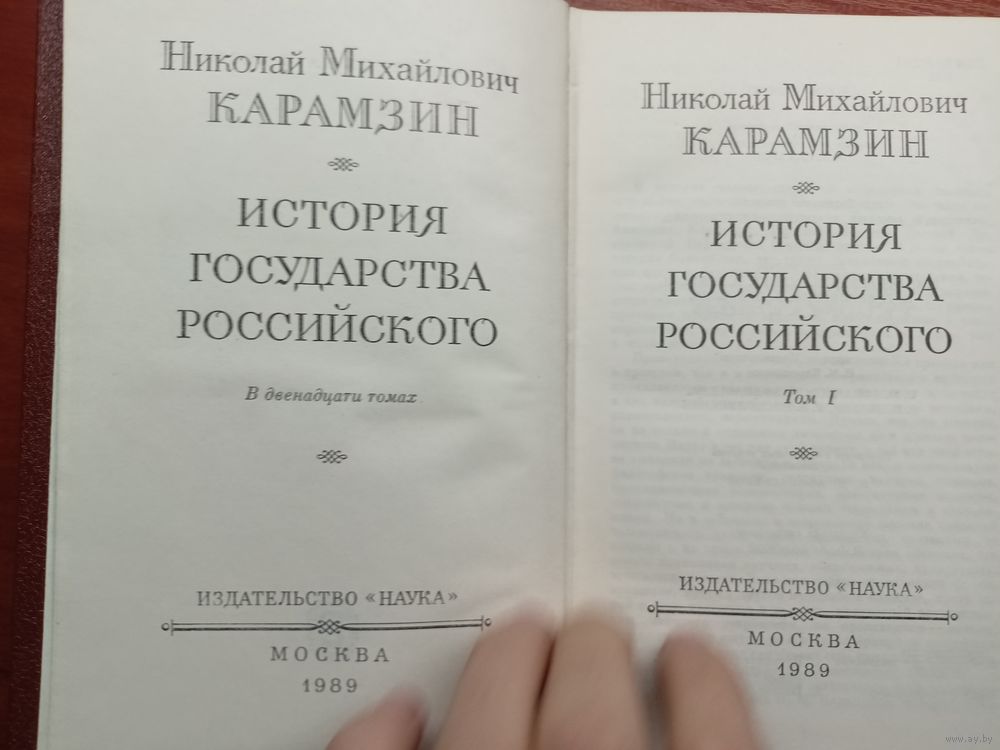 Николай Михайлович
КАРАМЗИН
ИСТОРИЯ
ГОСУДАРСТВА
РОССИЙСКОГО
В двенадцати томах
ИЗДАТЕЛЬСТВО «НАУКА»
МОСКВА
1989
Николай Михайлович
КАРАМЗИН
ИСТОРИЯ
ГОСУДАРСТВА
РОССИЙСКОГО
Том I
ИЗДАТЕЛЬСТВО «НАУКА»
МОСКВА
1989
www.ay.by